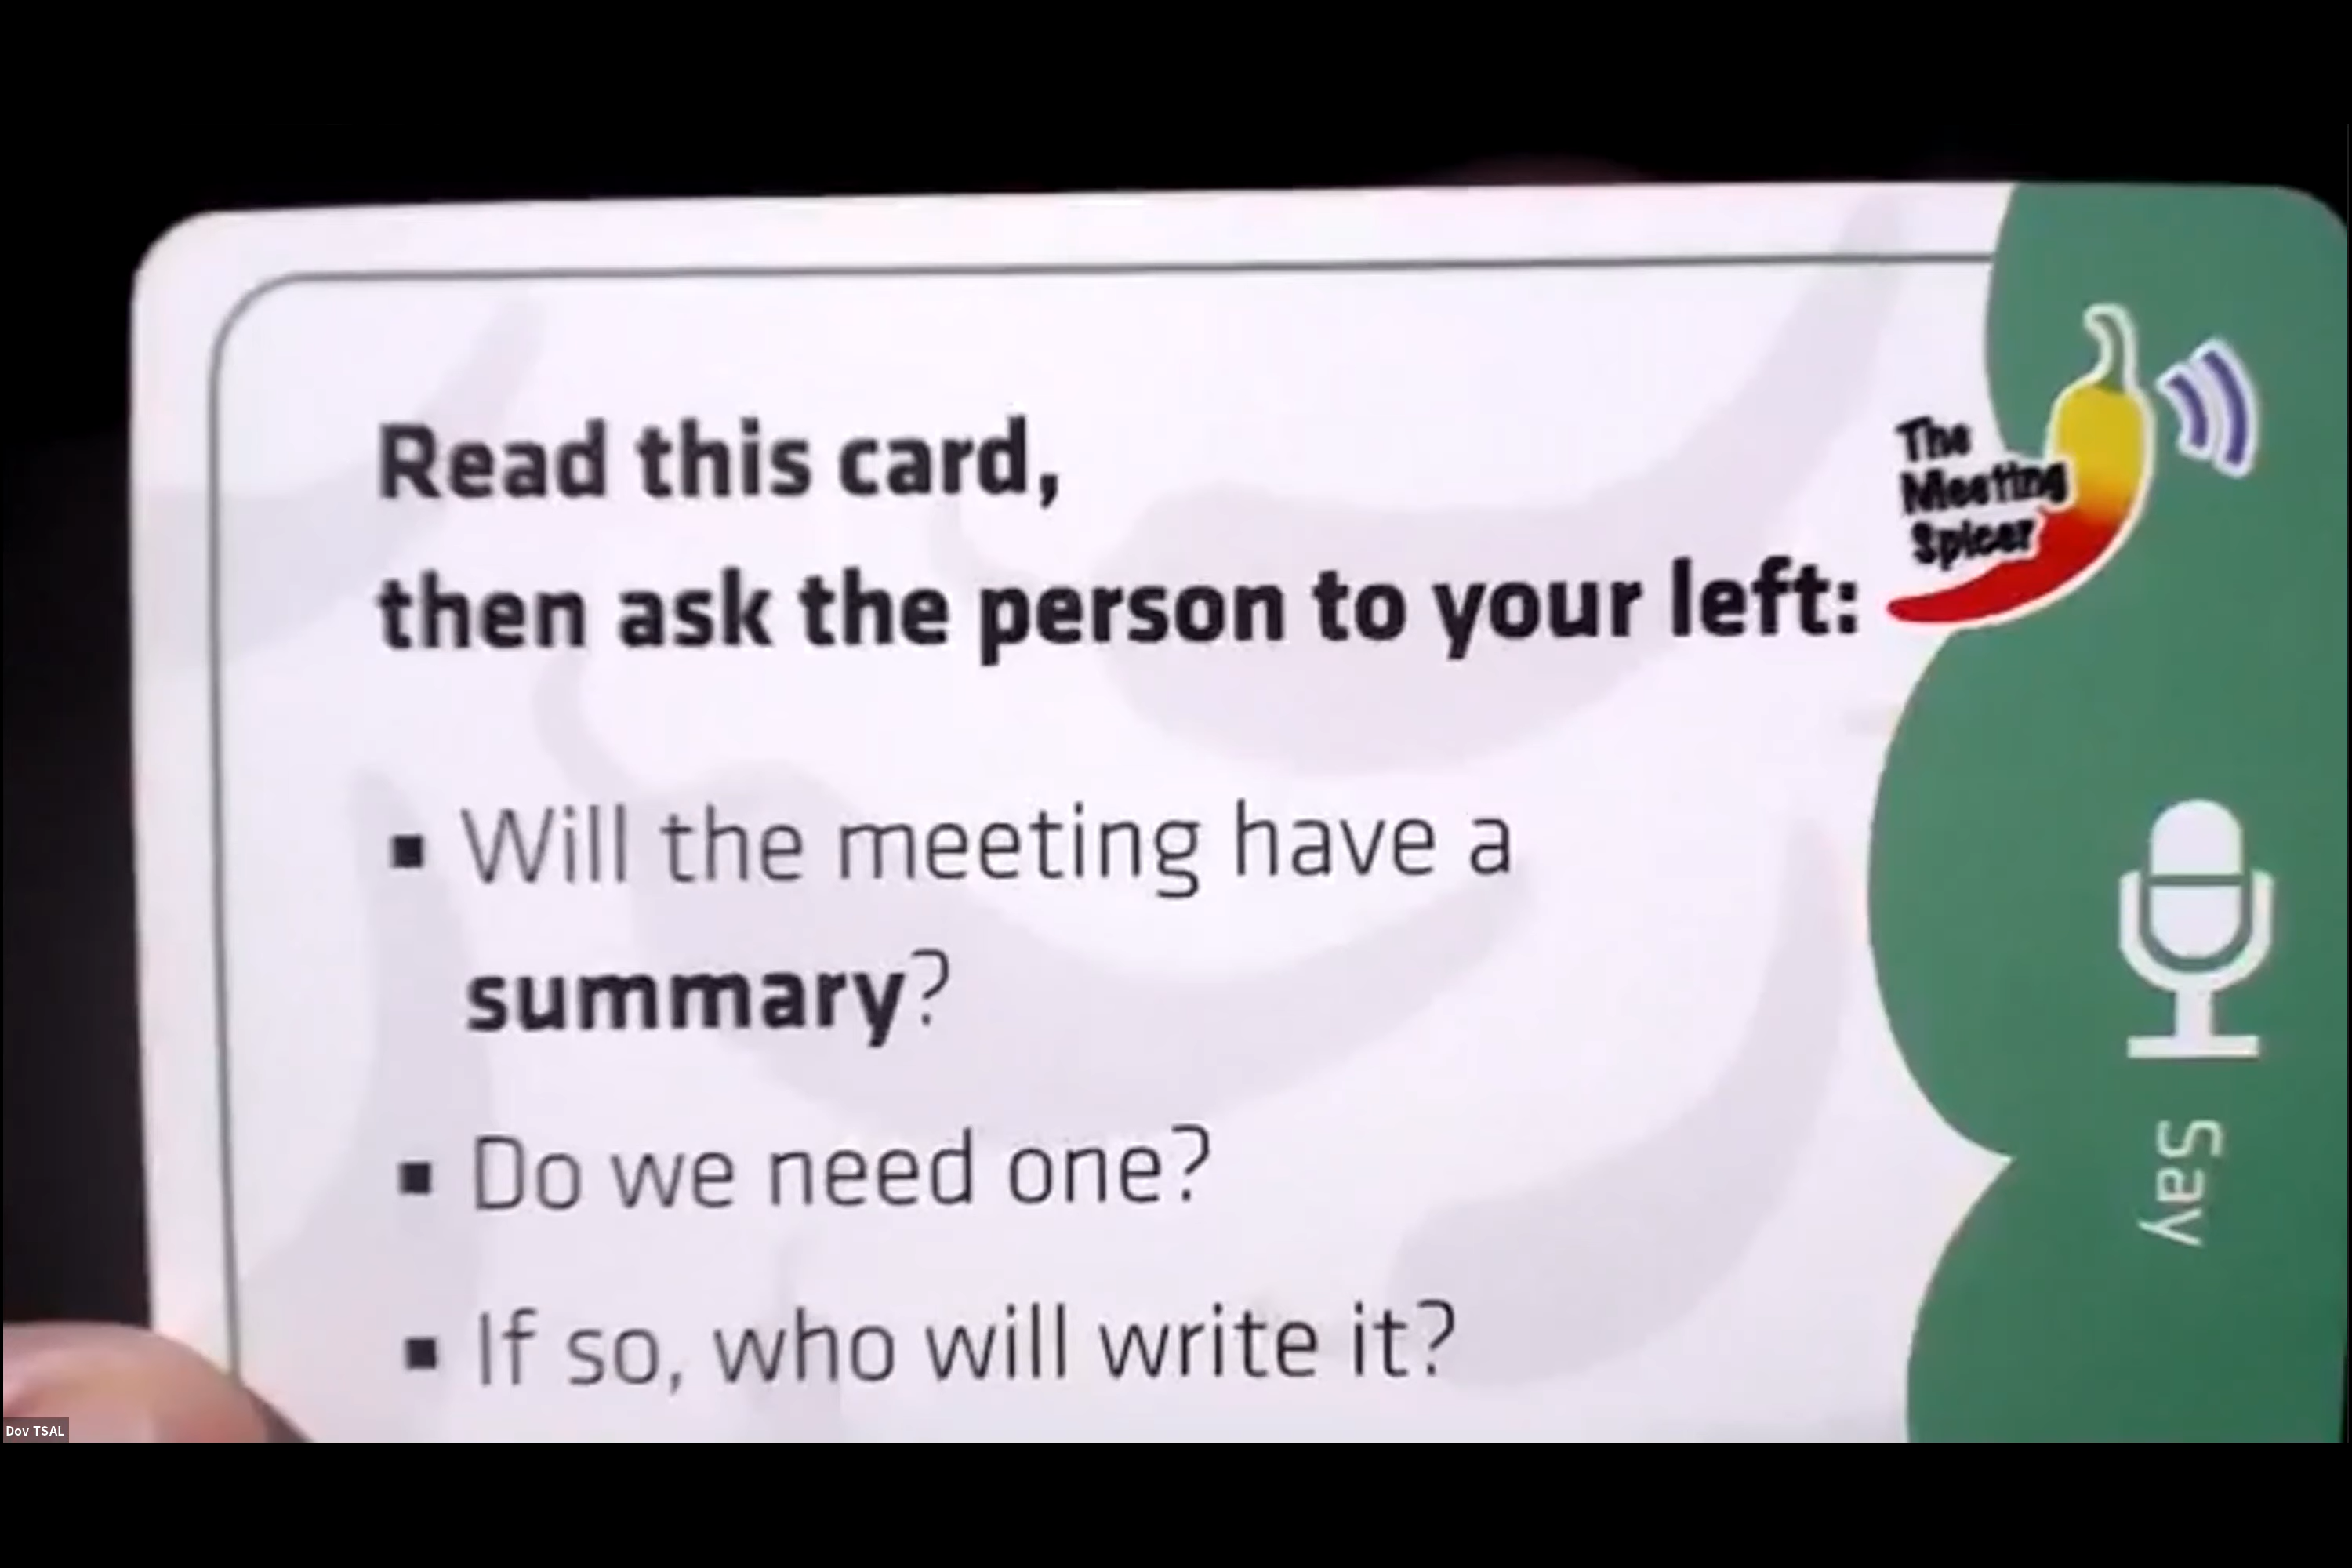 Read this card,
then ask the person to your left:
▪ Will the meeting have a
summary?
▪ Do we need one?
▪ If so, who will write it?
The
Meeting
Spicer
Say
Dov TSAL